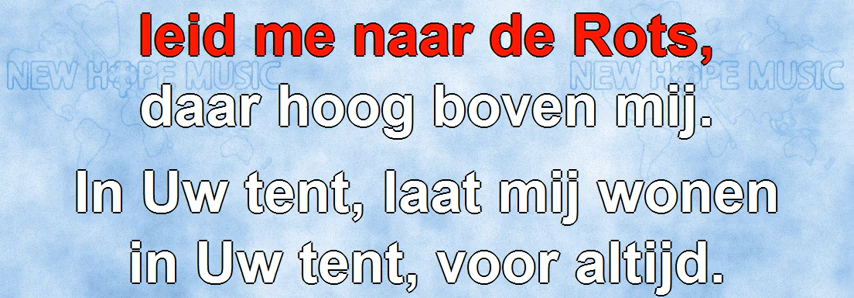 leid me naar de Rots,
NEW HOPE MUSIC NEW HOPE MUSIC
daar hoog boven mij.
In Uw tent, laat mij wonen
in Uw tent, voor altijd.